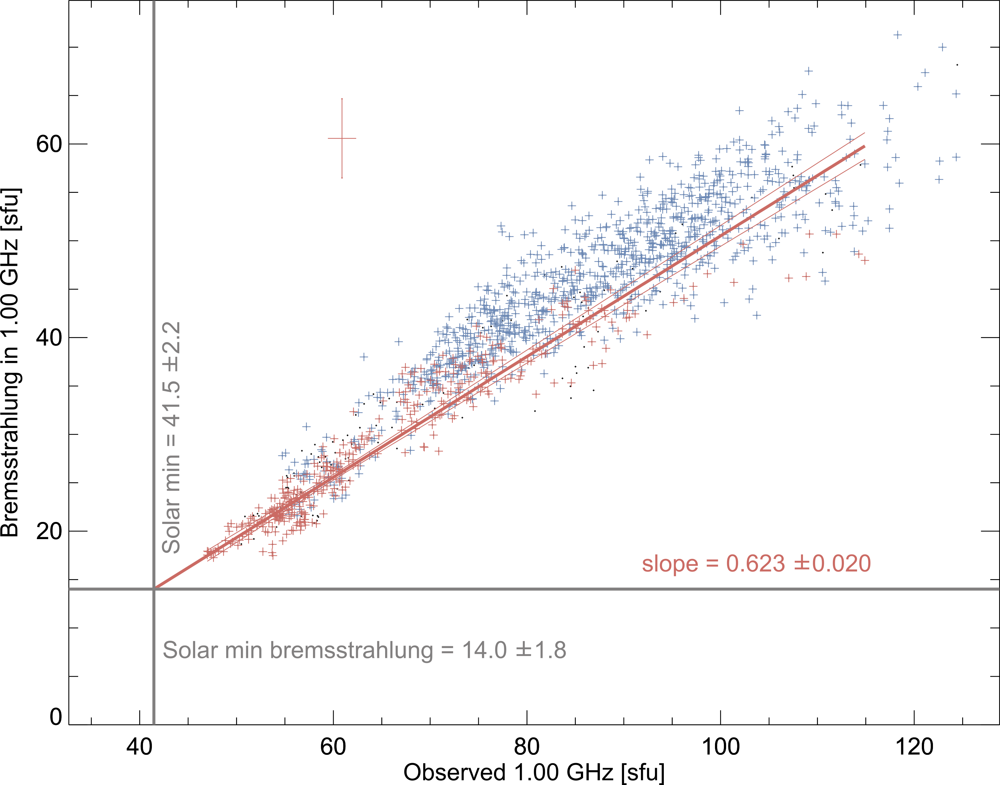 Bremsstrahlung in 1.00 GHz [sfu]
60
40
20
0
Solar min = 41.5 ±2.2
slope = 0.623 ±0.020
Solar min bremsstrahlung = 14.0 ±1.8
40 60 80 100 120
Observed 1.00 GHz [sfu]